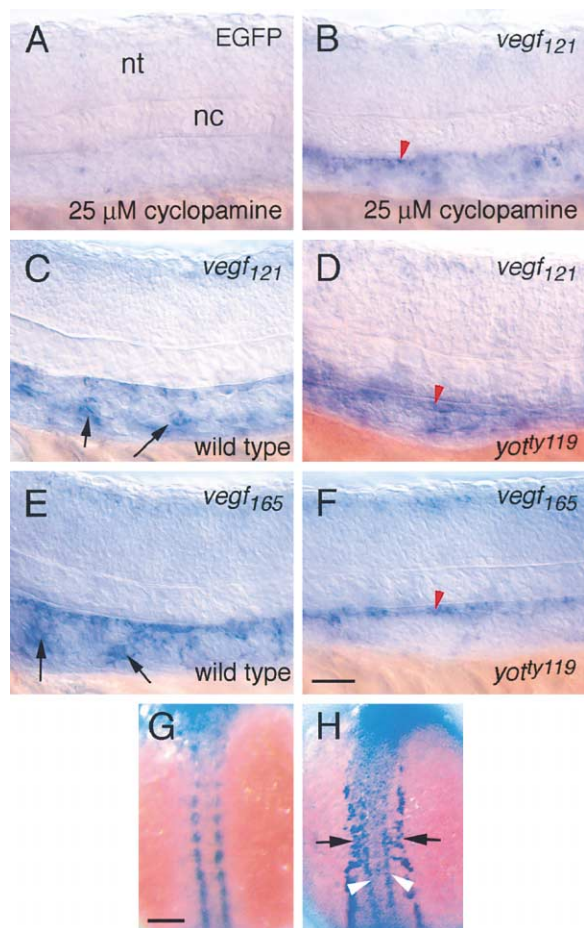 A EGFP
nt
nc
25 µM cyclopamine
B vegf121
25 µM cyclopamine
C vegf121
wild type
D vegf121
yotty119
E vegf165
wild type
F vegf165
yotty119
G
H